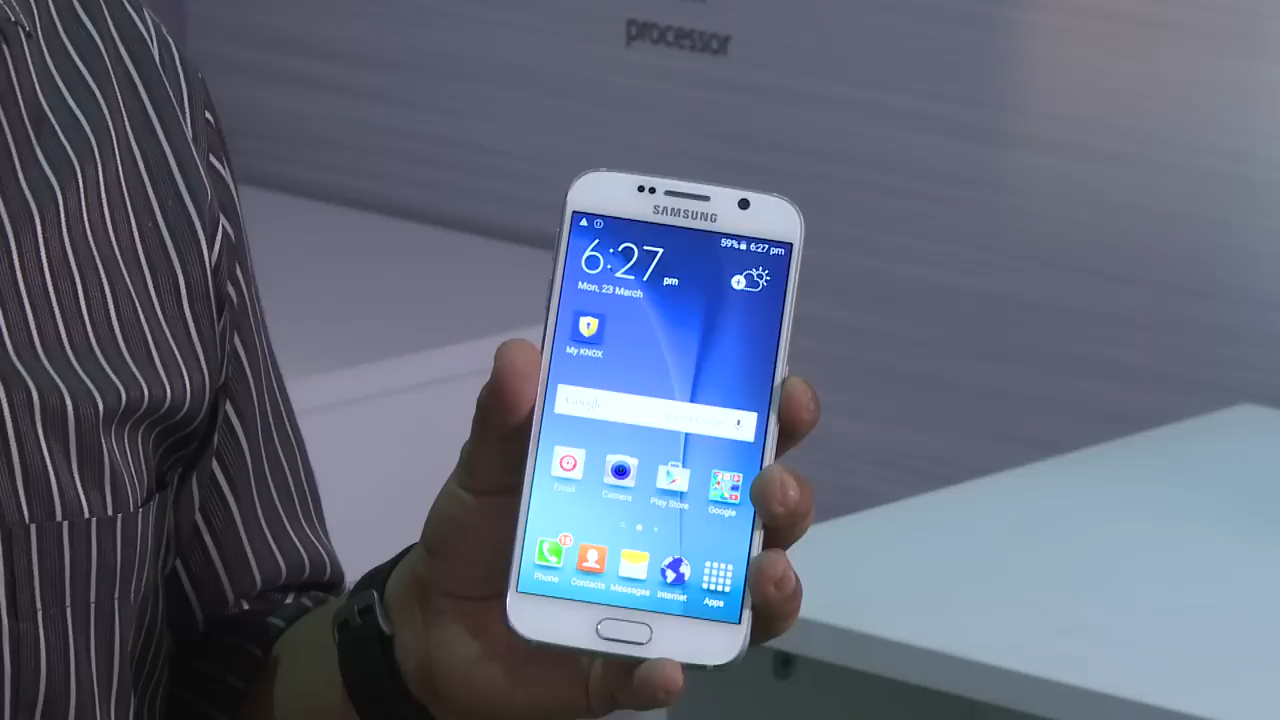 processor
SAMSUNG
59% 6:27 pm
6:27 pm
Mon, 23 March
My KNOX
Google
Email
Camera
Play Store
Google
16
Phone
Contacts
Messages
Internet
Apps